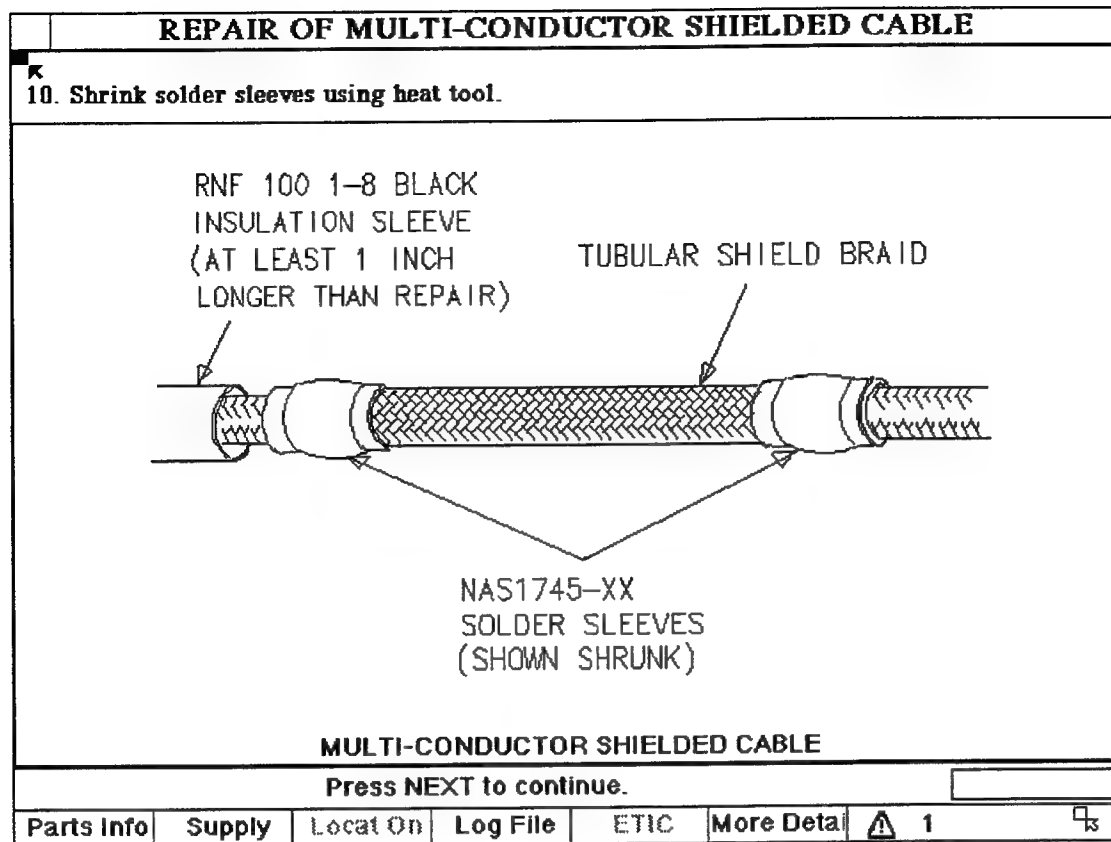 REPAIR OF MULTI-CONDUCTOR SHIELDED CABLE
10. Shrink solder sleeves using heat tool.
RNF 100 1-8 BLACK
INSULATION SLEEVE
(AT LEAST 1 INCH
LONGER THAN REPAIR)
TUBULAR SHIELD BRAID
NAS1745-XX
SOLDER SLEEVES
(SHOWN SHRUNK)
MULTI-CONDUCTOR SHIELDED CABLE
Press NEXT to continue.
Parts Info Supply Locat On Log File ETIC More Detai 1